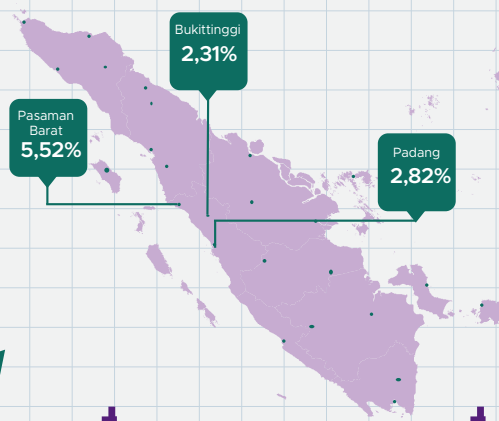 Bukittinggi
2,31%
Pasaman
Barat
5,52%
Padang
2,82%